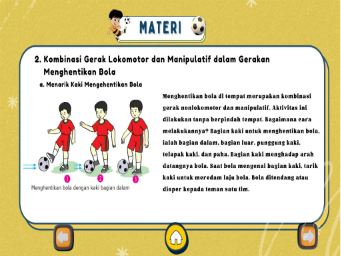 MATERI
2. Kombinasi Gerak Lokomotor dan Manipulatif dalam Gerakan
Menghentikan Bola
a. Menarik Kaki Mengehentikan Bola
Menghentikan bola di tempat merupakan kombinasi
gerak nonlokomotor dan manipulatif. Aktivitas ini
dilakukan tanpa berpindah tempat. Bagaimana cara
melakukannya? Bagian kaki untuk menghentikan bola,
ialah bagian dalam, bagian luar, punggung kaki,
telapak kaki, dan paha. Bagian kaki menghadap arah
datangnya bola. Saat bola mengenai bagian kaki, tarik
kaki untuk meredam laju bola. Bola ditendang atau
dioper kepada teman satu tim.
1 2 3
Menghentikan bola dengan kaki bagian dalam